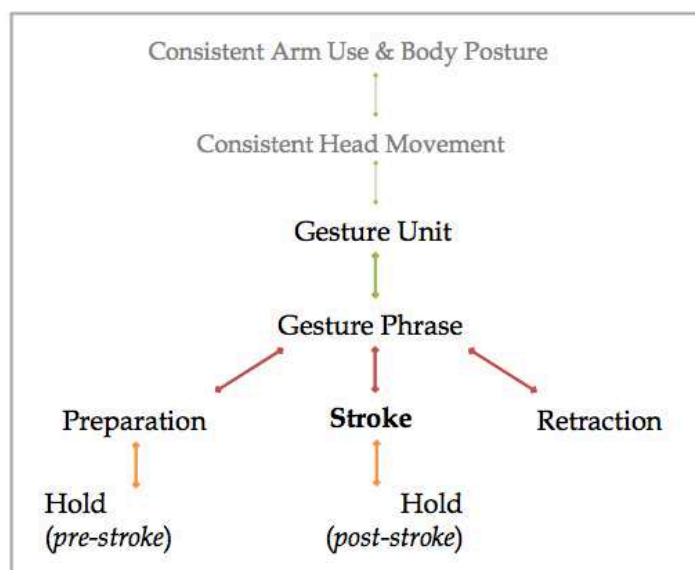 Consistent Arm Use & Body Posture
Consistent Head Movement
Gesture Unit
Gesture Phrase
Preparation
Stroke
Retraction
Hold
(pre-stroke)
Hold
(post-stroke)